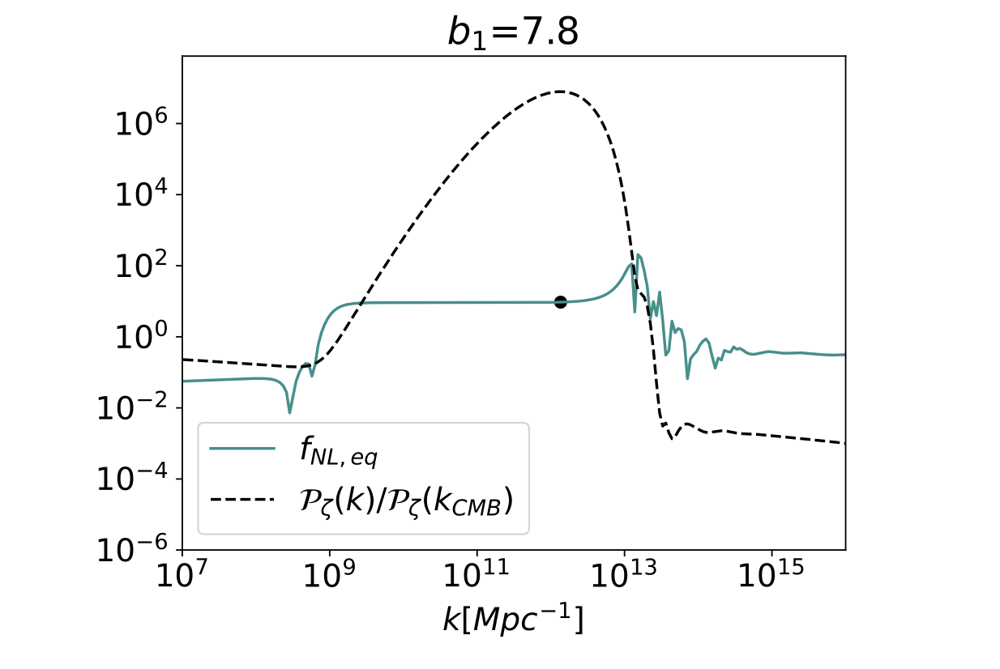 b₁=7.8
10⁶
10⁴
10²
10⁰
10⁻²
10⁻⁴
10⁻⁶
f_{NL, eq}
𝒫_ζ(k)/𝒫_ζ(k_{CMB})
10⁷ 10⁹ 10¹¹ 10¹³ 10¹⁵
k[Mpc⁻¹]